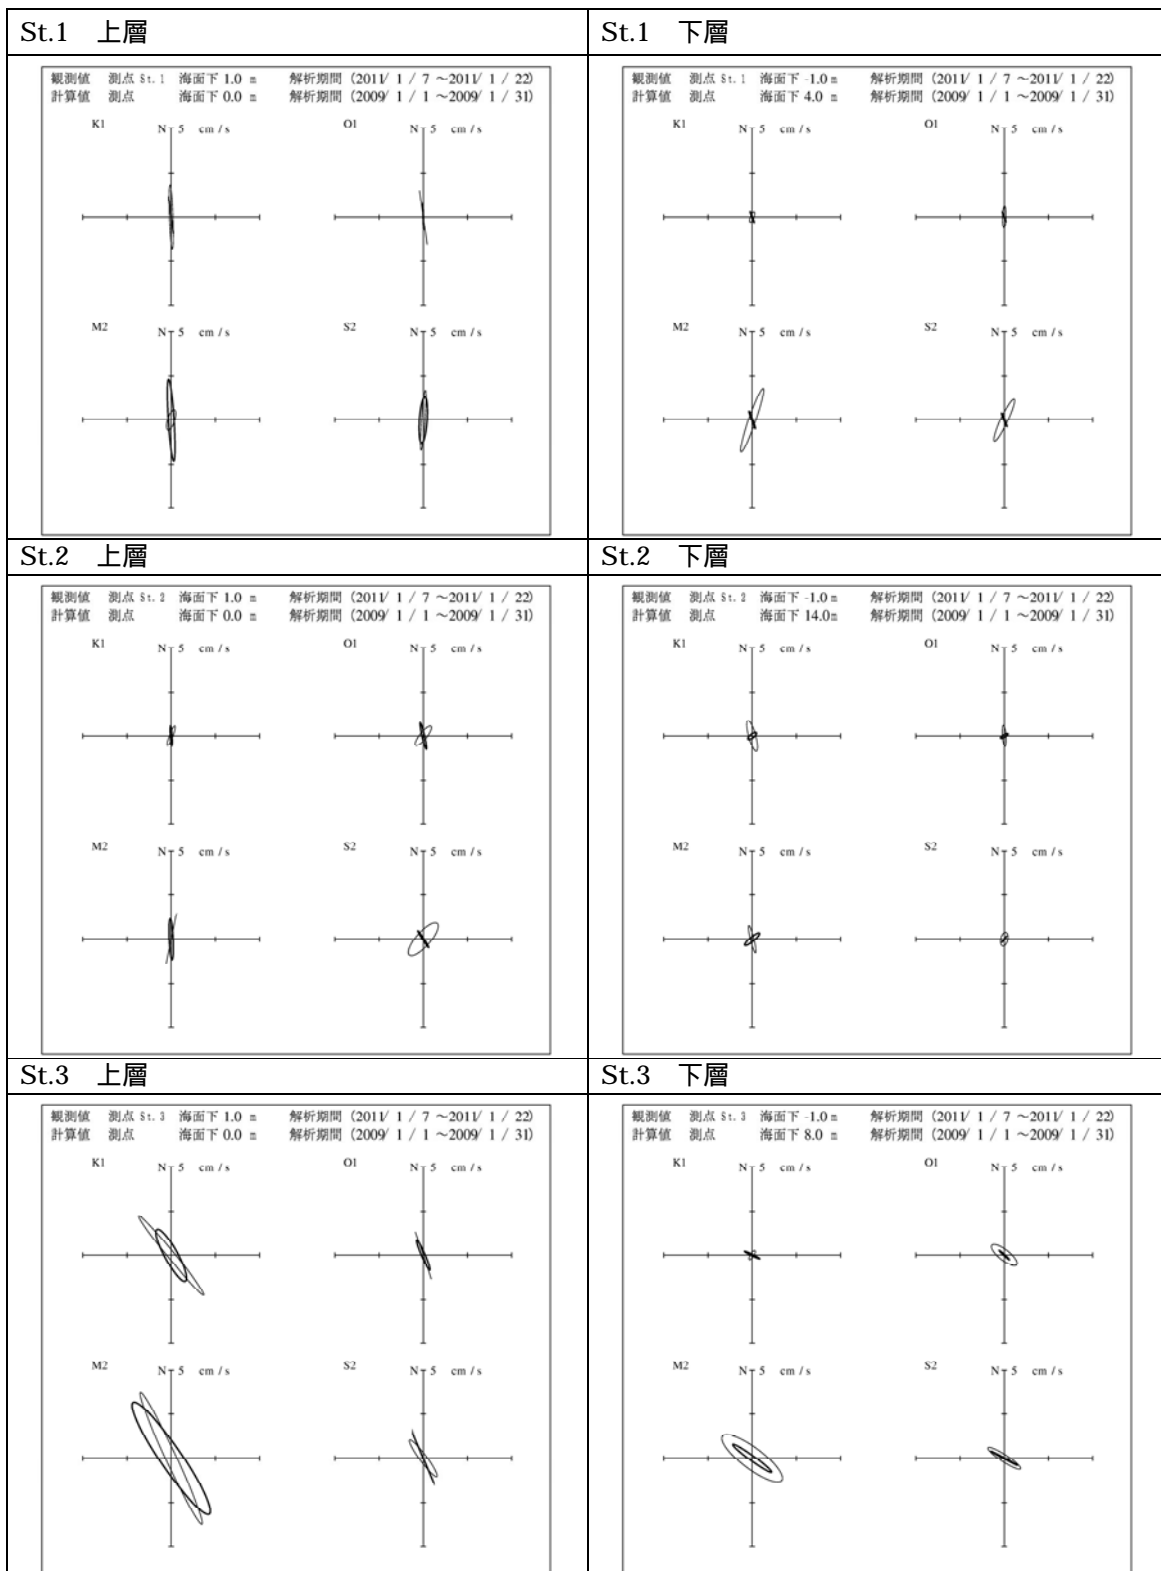 St.1 上層
St.1 下層
観測値 測点 St.1 海面下 1.0 m 解析期間 (2011/ 1 / 7 ～2011/ 1 / 22)
計算値 測点 海面下 0.0 m 解析期間 (2009/ 1 / 1 ～2009/ 1 / 31)
K1 N 5 cm / s O1 N 5 cm / s
M2 N 5 cm / s S2 N 5 cm / s
観測値 測点 St.1 海面下 -1.0 m 解析期間 (2011/ 1 / 7 ～2011/ 1 / 22)
計算値 測点 海面下 4.0 m 解析期間 (2009/ 1 / 1 ～2009/ 1 / 31)
K1 N 5 cm / s O1 N 5 cm / s
M2 N 5 cm / s S2 N 5 cm / s
St.2 上層
St.2 下層
観測値 測点 St.2 海面下 1.0 m 解析期間 (2011/ 1 / 7 ～2011/ 1 / 22)
計算値 測点 海面下 0.0 m 解析期間 (2009/ 1 / 1 ～2009/ 1 / 31)
K1 N 5 cm / s O1 N 5 cm / s
M2 N 5 cm / s S2 N 5 cm / s
観測値 測点 St.2 海面下 -1.0 m 解析期間 (2011/ 1 / 7 ～2011/ 1 / 22)
計算値 測点 海面下 14.0 m 解析期間 (2009/ 1 / 1 ～2009/ 1 / 31)
K1 N 5 cm / s O1 N 5 cm / s
M2 N 5 cm / s S2 N 5 cm / s
St.3 上層
St.3 下層
観測値 測点 St.3 海面下 1.0 m 解析期間 (2011/ 1 / 7 ～2011/ 1 / 22)
計算値 測点 海面下 0.0 m 解析期間 (2009/ 1 / 1 ～2009/ 1 / 31)
K1 N 5 cm / s O1 N 5 cm / s
M2 N 5 cm / s S2 N 5 cm / s
観測値 測点 St.3 海面下 -1.0 m 解析期間 (2011/ 1 / 7 ～2011/ 1 / 22)
計算値 測点 海面下 8.0 m 解析期間 (2009/ 1 / 1 ～2009/ 1 / 31)
K1 N 5 cm / s O1 N 5 cm / s
M2 N 5 cm / s S2 N 5 cm / s